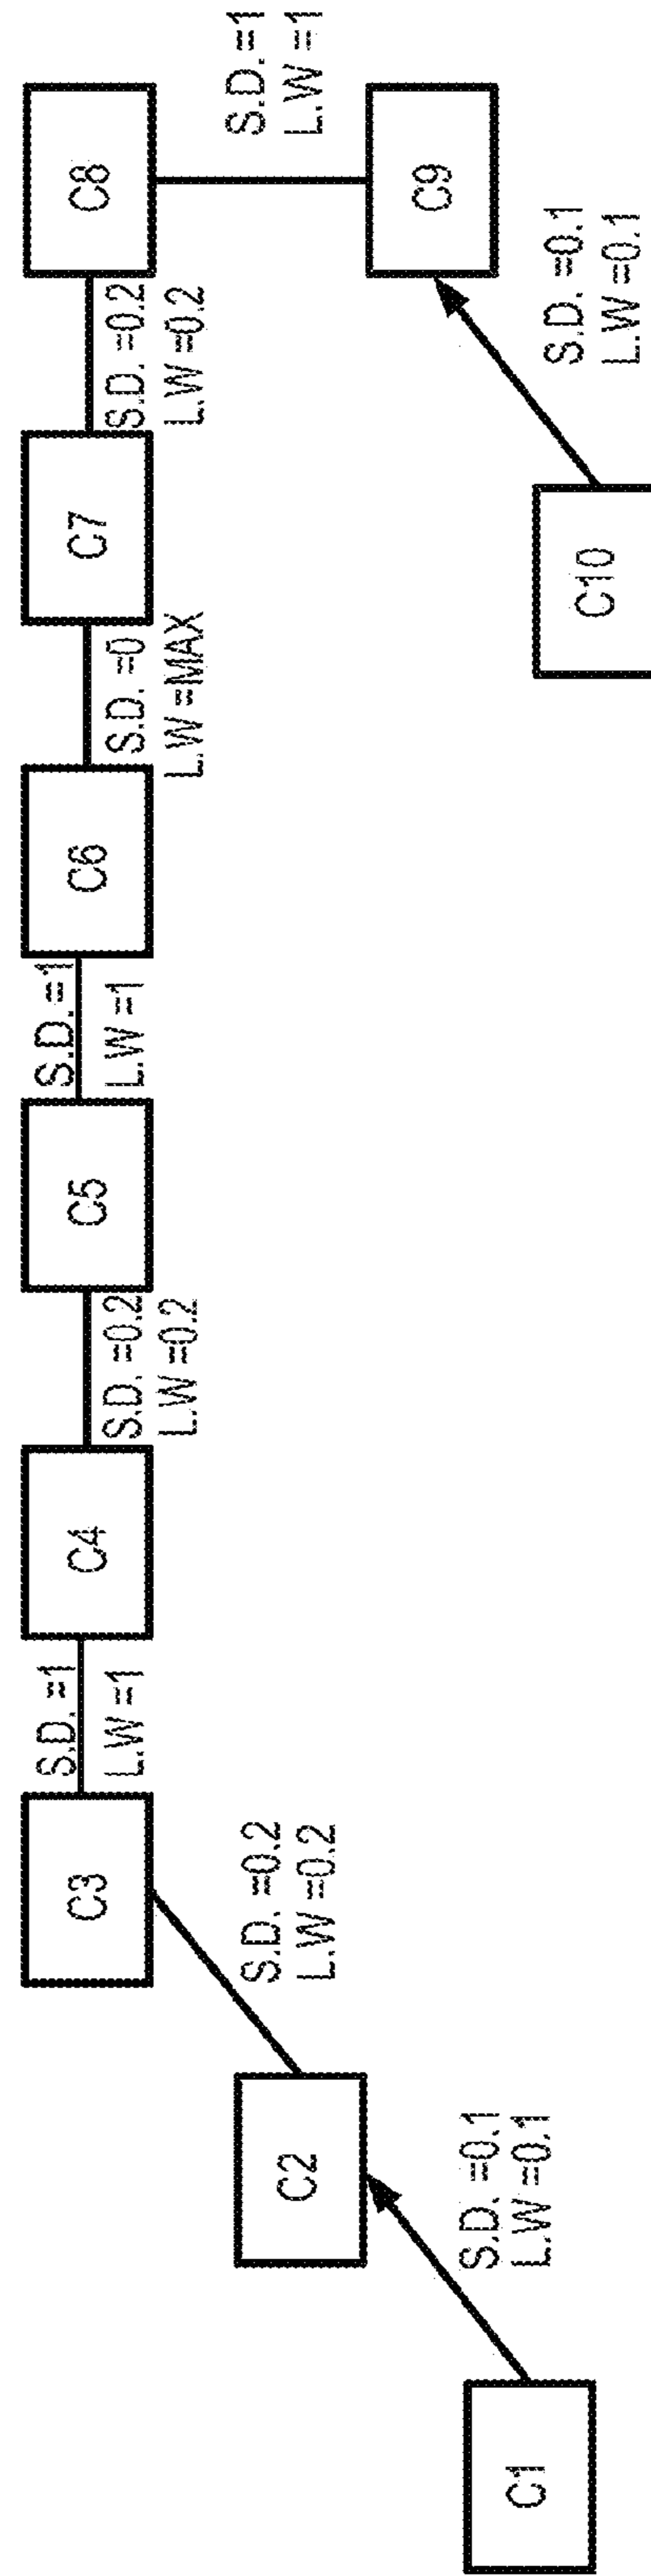 C1
S.D. =0.1
L.W =0.1
C2
S.D. =0.2
L.W =0.2
C3
S.D. =1
L.W =1
C4
S.D. =0.2
L.W =0.2
C5
S.D. =1
L.W =1
C6
S.D. =0
L.W =MAX
C7
S.D. =0.2
L.W =0.2
C8
S.D. =1
L.W =1
C9
S.D. =0.1
L.W =0.1
C10